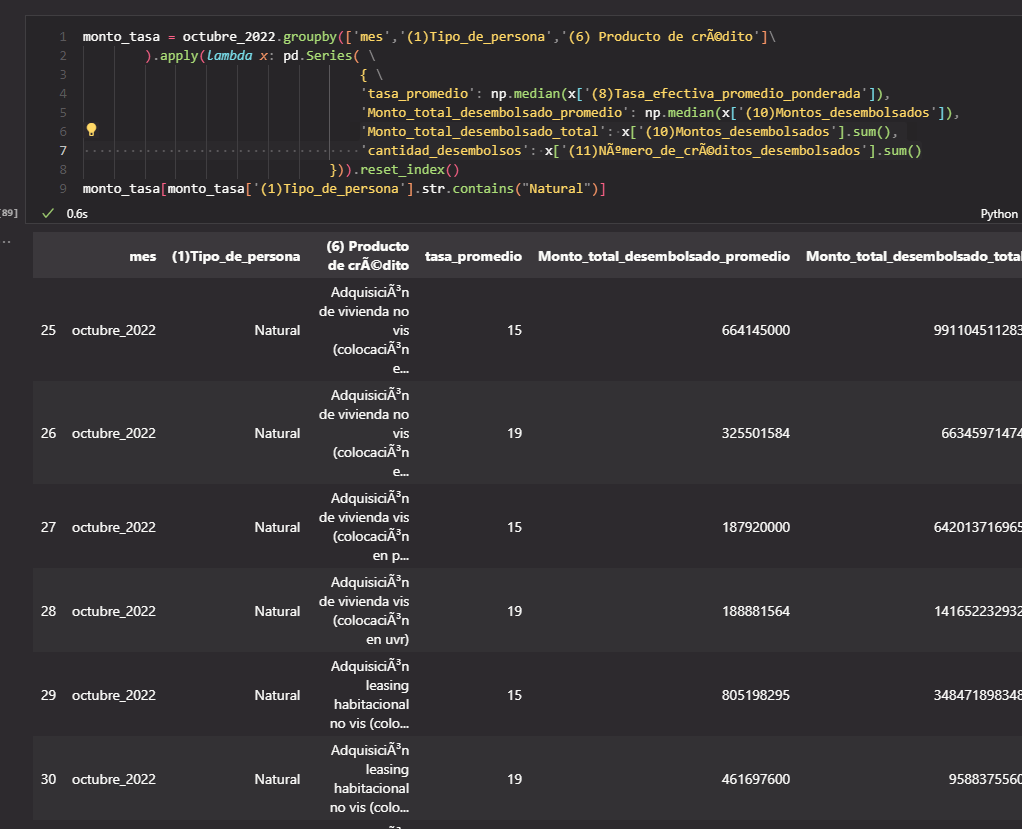 1 monto_tasa = octubre_2022.groupby(['mes','(1)Tipo_de_persona','(6) Producto de crÃ©dito']\
2 ).apply(lambda x: pd.Series( \
3 { \
4 'tasa_promedio': np.median(x['(8)Tasa_efectiva_promedio_ponderada']),
5 'Monto_total_desembolsado_promedio': np.median(x['(10)Montos_desembolsados']),
6 'Monto_total_desembolsado_total': x['(10)Montos_desembolsados'].sum(),
7 'cantidad_desembolsos': x['(11)NÃºmero_de_crÃ©ditos_desembolsados'].sum()
8 })).reset_index()
9 monto_tasa[monto_tasa['(1)Tipo_de_persona'].str.contains("Natural")]
89] 0.6s Python
mes (1)Tipo_de_persona (6) Producto de crÃ©dito tasa_promedio Monto_total_desembolsado_promedio Monto_total_desembolsado_total
25 octubre_2022 Natural AdquisiciÃ³n de vivienda no vis (colocaciÃ³n e... 15 664145000 991104511283
26 octubre_2022 Natural AdquisiciÃ³n de vivienda no vis (colocaciÃ³n e... 19 325501584 66345971474
27 octubre_2022 Natural AdquisiciÃ³n de vivienda vis (colocaciÃ³n en p... 15 187920000 642013716965
28 octubre_2022 Natural AdquisiciÃ³n de vivienda vis (colocaciÃ³n en uvr) 19 188881564 141652232932
29 octubre_2022 Natural AdquisiciÃ³n leasing habitacional no vis (colo... 15 805198295 348471898348
30 octubre_2022 Natural AdquisiciÃ³n leasing habitacional no vis (colo... 19 461697600 9588375560